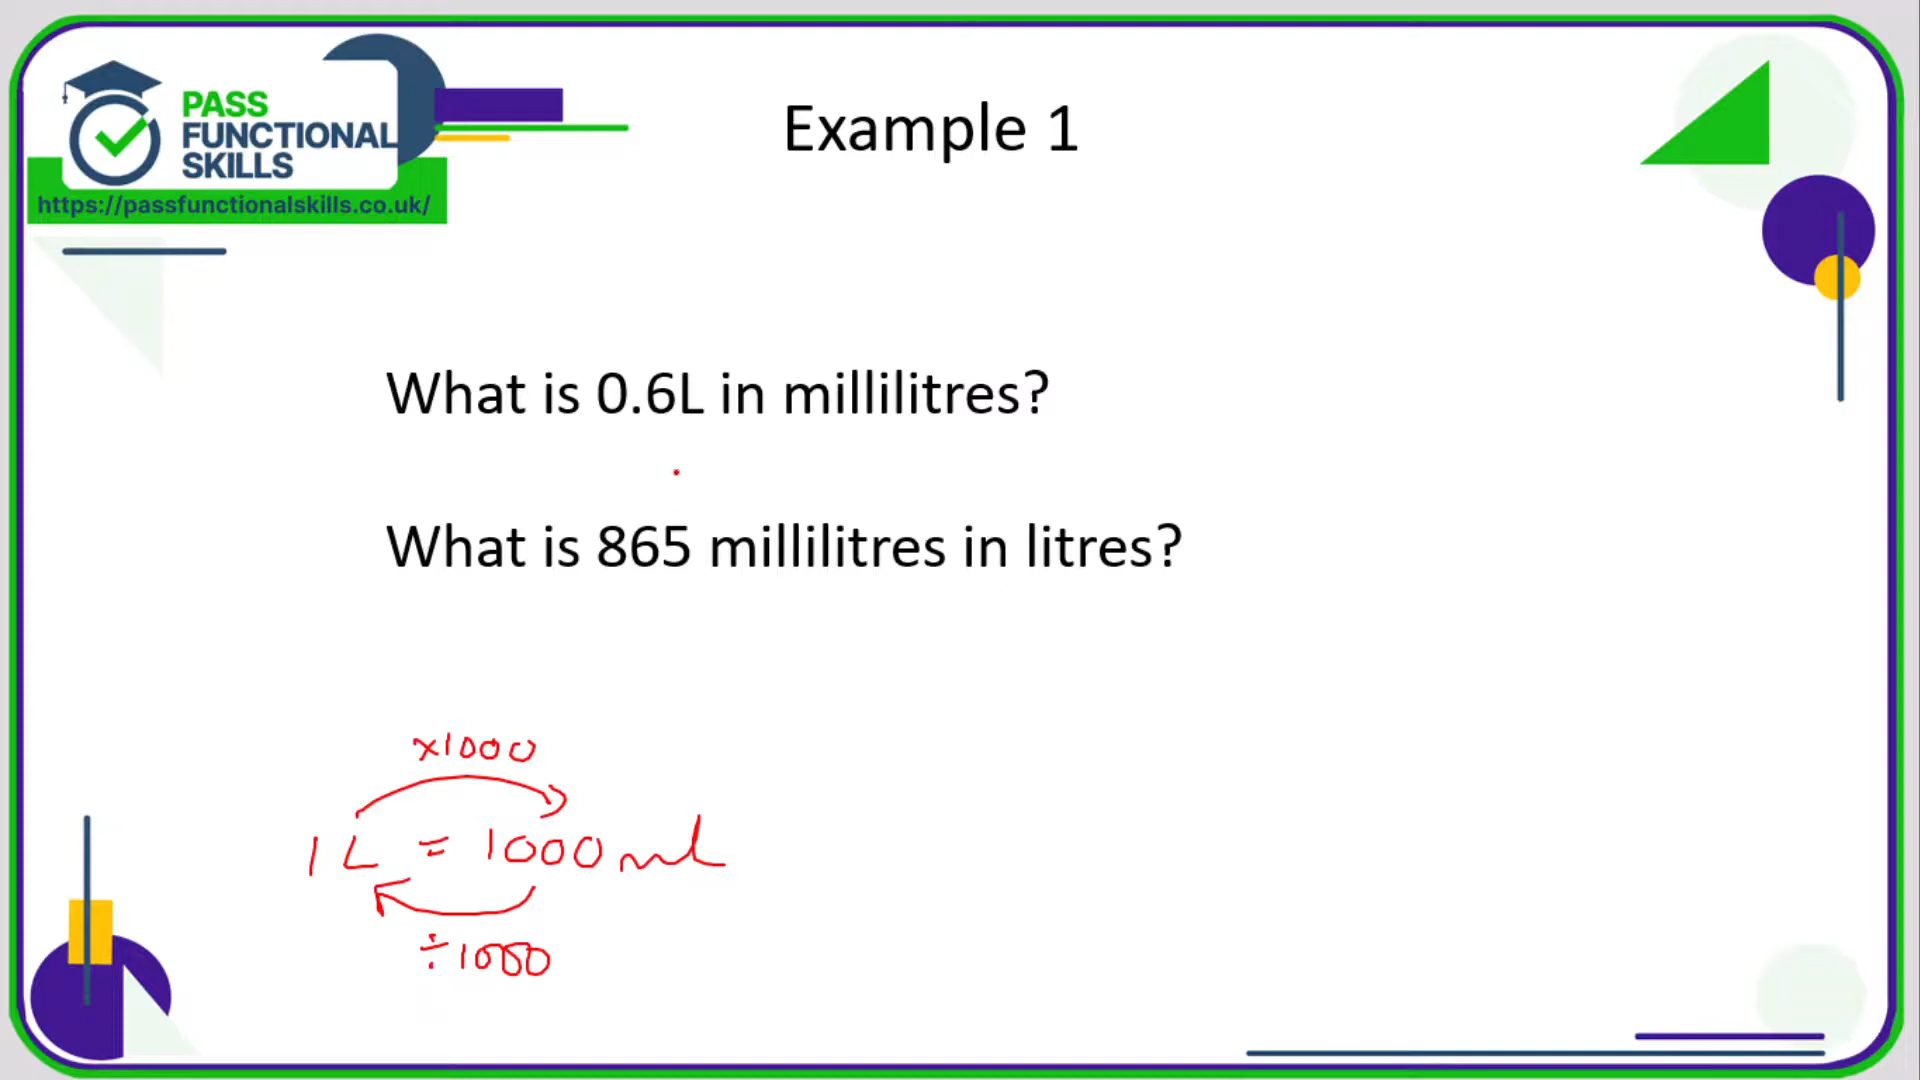 PASS
FUNCTIONAL
SKILLS
https://passfunctionalskills.co.uk/
Example 1
What is 0.6L in millilitres?
What is 865 millilitres in litres?
x1000
1L = 1000ml
÷1000